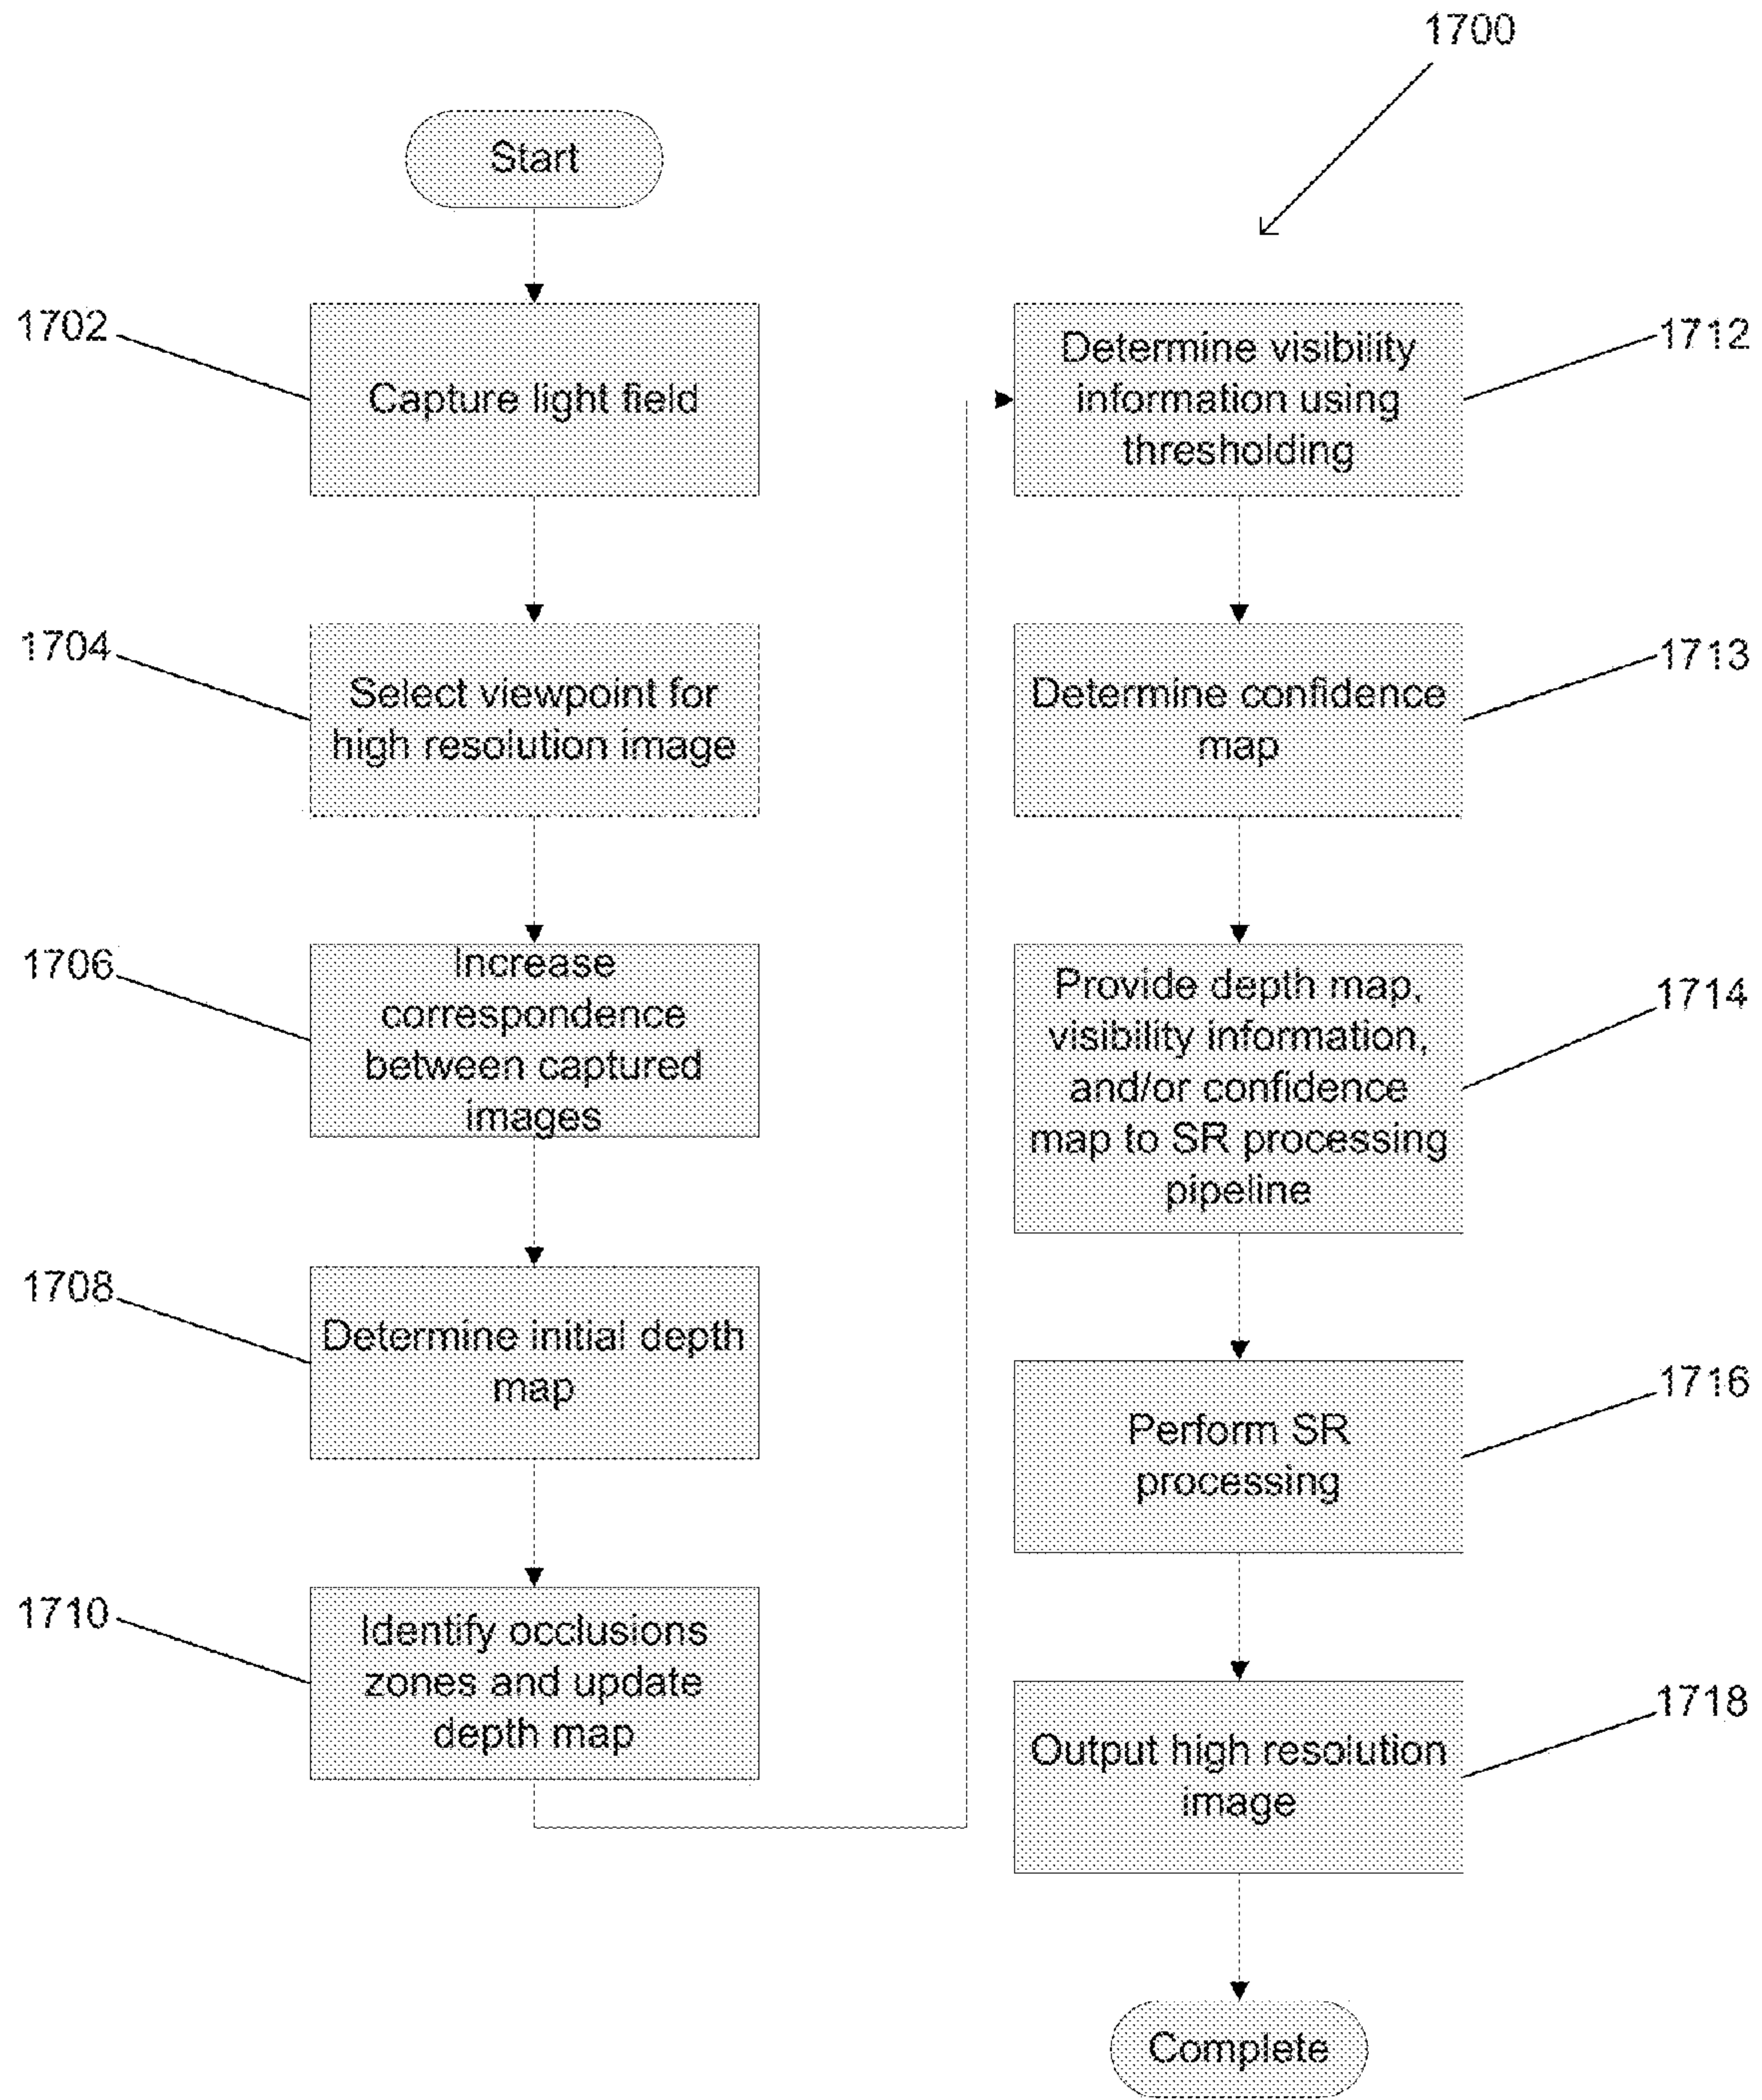 1700
Start
1702
Capture light field
1704
Select viewpoint for
high resolution image
1706
Increase
correspondence
between captured
images
1708
Determine initial depth
map
1710
Identify occlusions
zones and update
depth map
1712
Determine visibility
information using
thresholding
1713
Determine confidence
map
1714
Provide depth map,
visibility information,
and/or confidence
map to SR processing
pipeline
1716
Perform SR
processing
1718
Output high resolution
image
Complete